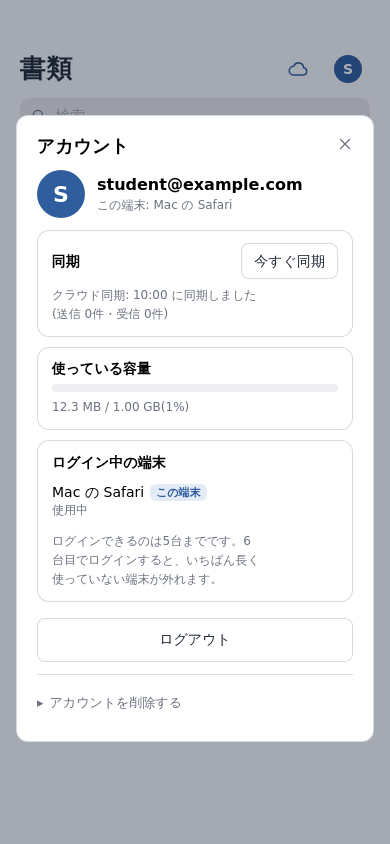 書類
S
検索
アカウント
S
student@example.com
この端末: Mac の Safari
同期
今すぐ同期
クラウド同期: 10:00 に同期しました
(送信 0件・受信 0件)
使っている容量
12.3 MB / 1.00 GB(1%)
ログイン中の端末
Mac の Safari この端末
使用中
ログインできるのは5台までです。6
台目でログインすると、いちばん長く
使っていない端末が外れます。
ログアウト
▸ アカウントを削除する